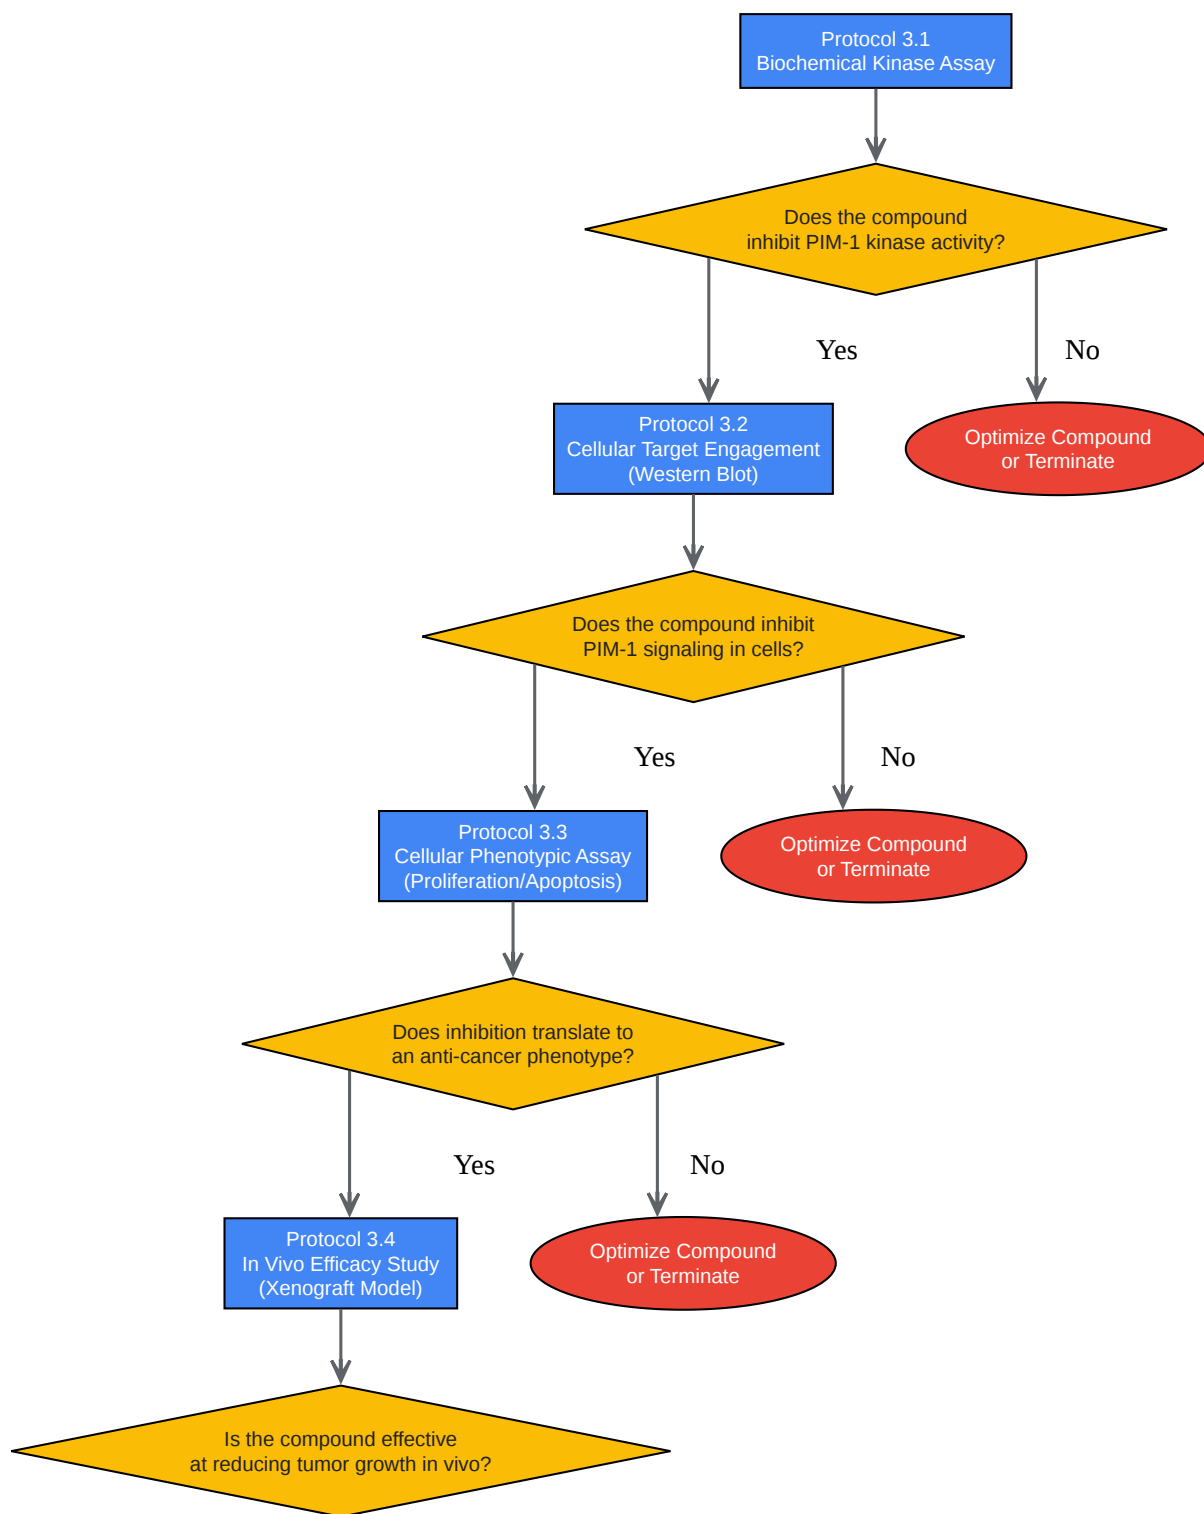 Protocol 3.1
Biochemical Kinase Assay
Does the compound
inhibit PIM-1 kinase activity?
Yes
No
Protocol 3.2
Cellular Target Engagement
(Western Blot)
Optimize Compound
or Terminate
Does the compound inhibit
PIM-1 signaling in cells?
Yes
No
Protocol 3.3
Cellular Phenotypic Assay
(Proliferation/Apoptosis)
Optimize Compound
or Terminate
Does inhibition translate to
an anti-cancer phenotype?
Yes
No
Protocol 3.4
In Vivo Efficacy Study
(Xenograft Model)
Optimize Compound
or Terminate
Is the compound effective
at reducing tumor growth in vivo?